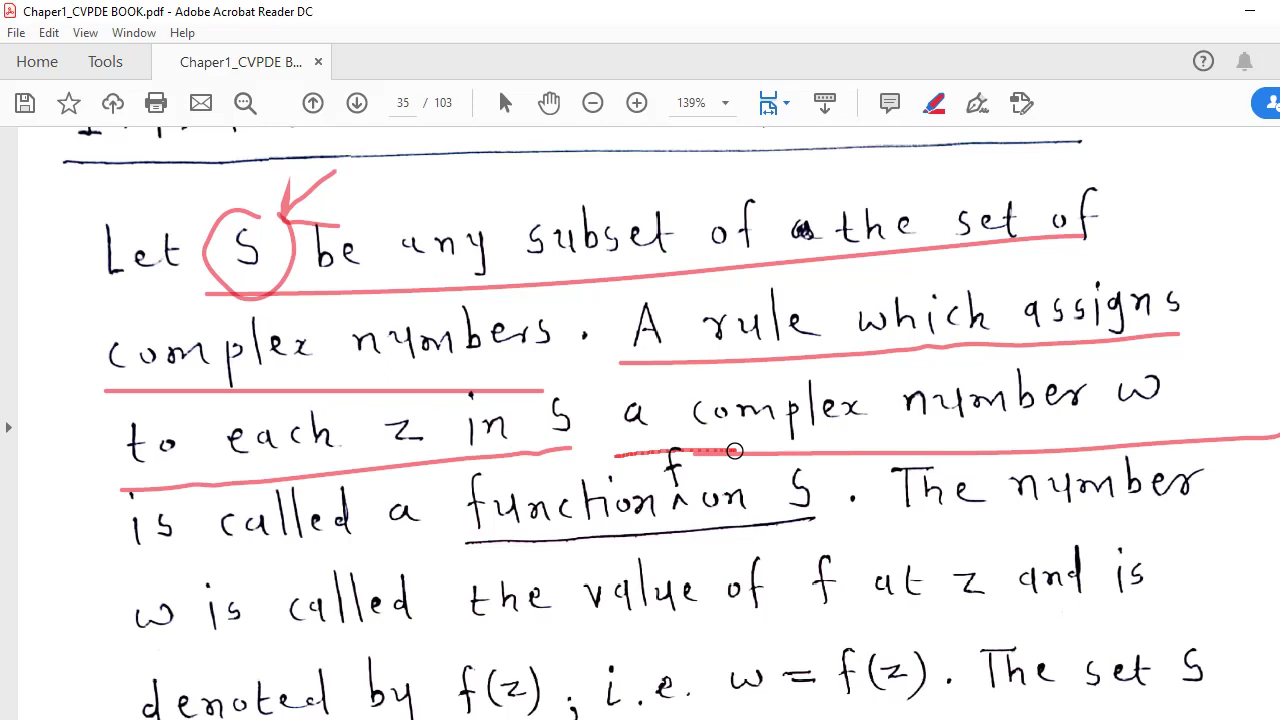 Chaper1_CVPDE BOOK.pdf - Adobe Acrobat Reader DC
File Edit View Window Help
Home Tools Chaper1_CVPDE B... ×
35 / 103 139%
Let S be any subset of the set of
complex numbers. A rule which assigns
to each z in S a complex number w
is called a function f on S. The number
w is called the value of f at z and is
denoted by f(z), i.e. w = f(z). The set S